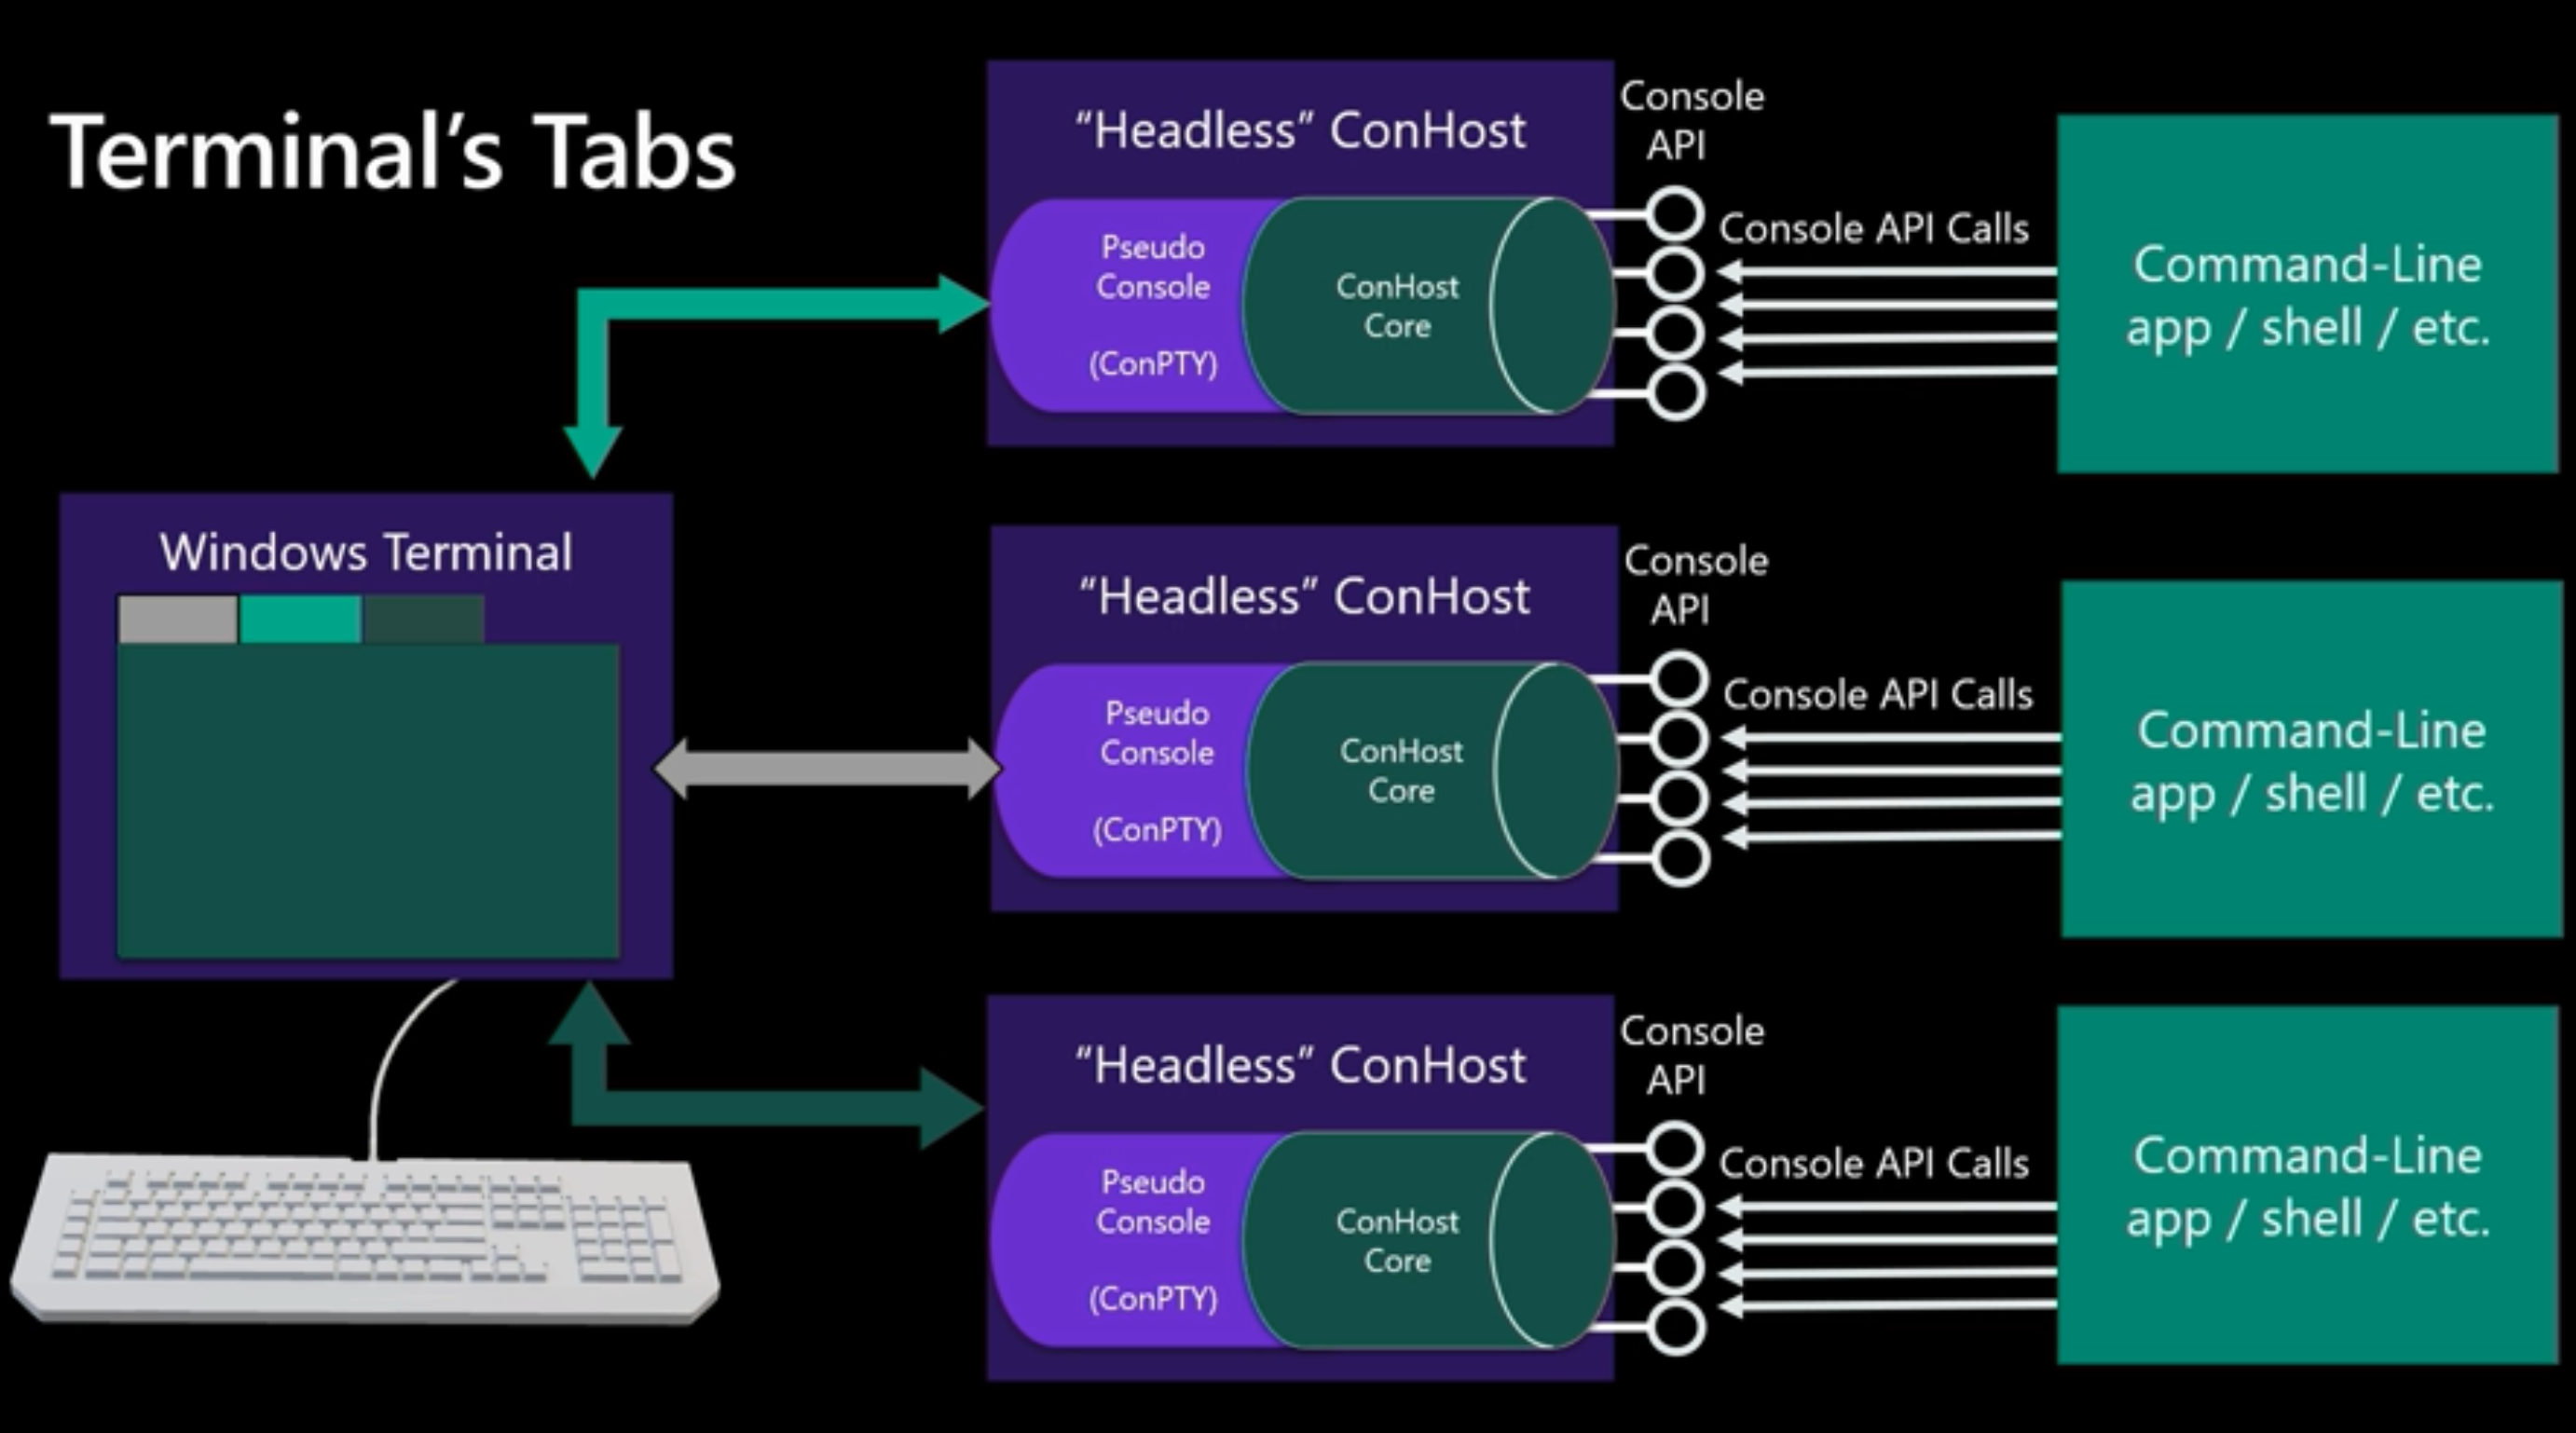 Terminal's Tabs
"Headless" ConHost
Pseudo
Console
(ConPTY)
ConHost
Core
Console
API
Console API Calls
Command-Line
app / shell / etc.
Windows Terminal
"Headless" ConHost
Pseudo
Console
(ConPTY)
ConHost
Core
Console
API
Console API Calls
Command-Line
app / shell / etc.
"Headless" ConHost
Pseudo
Console
(ConPTY)
ConHost
Core
Console
API
Console API Calls
Command-Line
app / shell / etc.